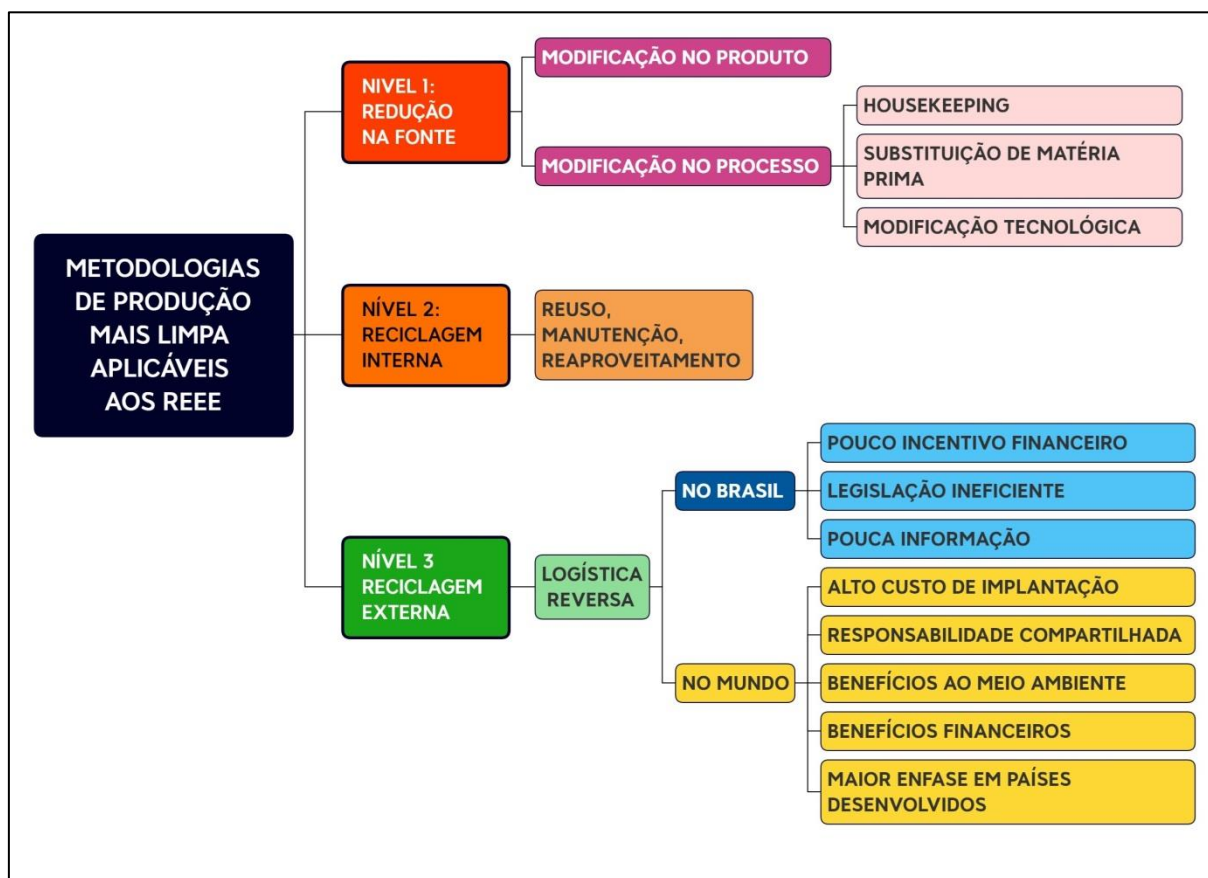 METODOLOGIAS
DE PRODUÇÃO
MAIS LIMPA
APLICÁVEIS
AOS REEE
NIVEL 1:
REDUÇÃO
NA FONTE
MODIFICAÇÃO NO PRODUTO
MODIFICAÇÃO NO PROCESSO
HOUSEKEEPING
SUBSTITUIÇÃO DE MATÉRIA
PRIMA
MODIFICAÇÃO TECNOLÓGICA
NÍVEL 2:
RECICLAGEM
INTERNA
REUSO,
MANUTENÇÃO,
REAPROVEITAMENTO
NÍVEL 3
RECICLAGEM
EXTERNA
LOGÍSTICA
REVERSA
NO BRASIL
POUCO INCENTIVO FINANCEIRO
LEGISLAÇÃO INEFICIENTE
POUCA INFORMAÇÃO
NO MUNDO
ALTO CUSTO DE IMPLANTAÇÃO
RESPONSABILIDADE COMPARTILHADA
BENEFÍCIOS AO MEIO AMBIENTE
BENEFÍCIOS FINANCEIROS
MAIOR ENFASE EM PAÍSES
DESENVOLVIDOS